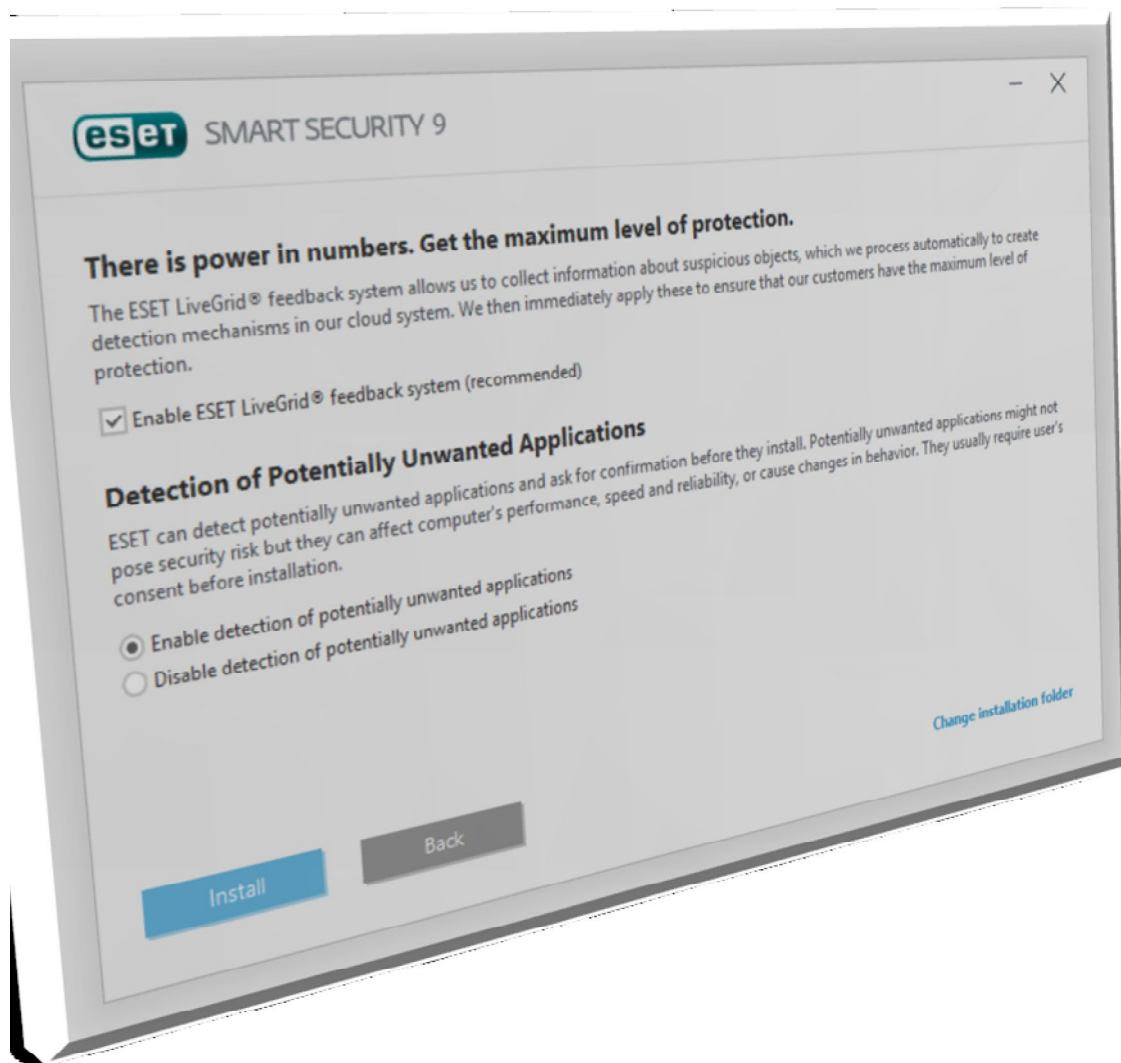 eset SMART SECURITY 9
There is power in numbers. Get the maximum level of protection.
The ESET LiveGrid® feedback system allows us to collect information about suspicious objects, which we process automatically to create
detection mechanisms in our cloud system. We then immediately apply these to ensure that our customers have the maximum level of
protection.
Enable ESET LiveGrid® feedback system (recommended)
Detection of Potentially Unwanted Applications
ESET can detect potentially unwanted applications and ask for confirmation before they install. Potentially unwanted applications might not
pose security risk but they can affect computer's performance, speed and reliability, or cause changes in behavior. They usually require user's
consent before installation.
Enable detection of potentially unwanted applications
Disable detection of potentially unwanted applications
Change installation folder
Install
Back